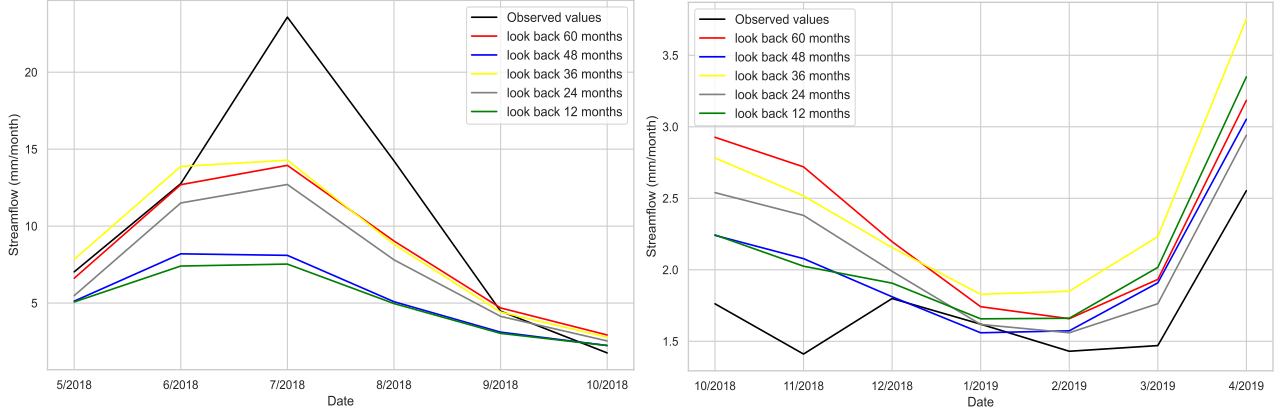 Observed values
look back 60 months
look back 48 months
look back 36 months
look back 24 months
look back 12 months
20
15
10
5
Streamflow (mm/month)
5/2018 6/2018 7/2018 8/2018 9/2018 10/2018
Date
Observed values
look back 60 months
look back 48 months
look back 36 months
look back 24 months
look back 12 months
3.5
3.0
2.5
2.0
1.5
Streamflow (mm/month)
10/2018 11/2018 12/2018 1/2019 2/2019 3/2019 4/2019
Date